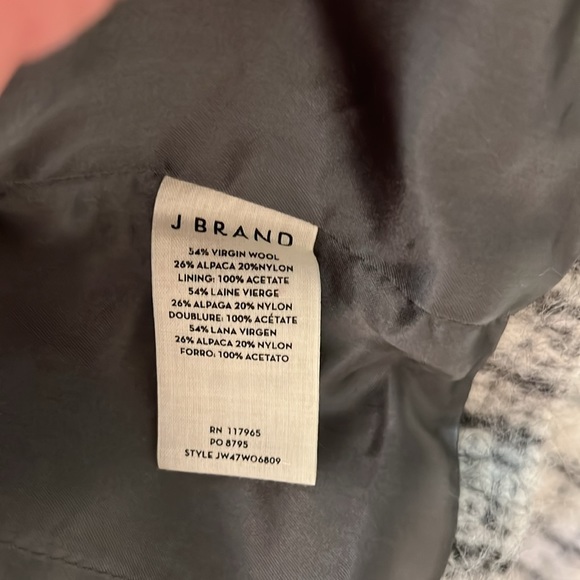 J BRAND
54% VIRGIN WOOL
26% ALPACA 20%NYLON
LINING: 100% ACETATE
54% LAINE VIERGE
26% ALPAGA 20% NYLON
DOUBLURE: 100% ACÉTATE
54% LANA VIRGEN
26% ALPACA 20% NYLON
FORRO: 100% ACETATO
RN 117965
PO 8795
STYLE JW47WO6809